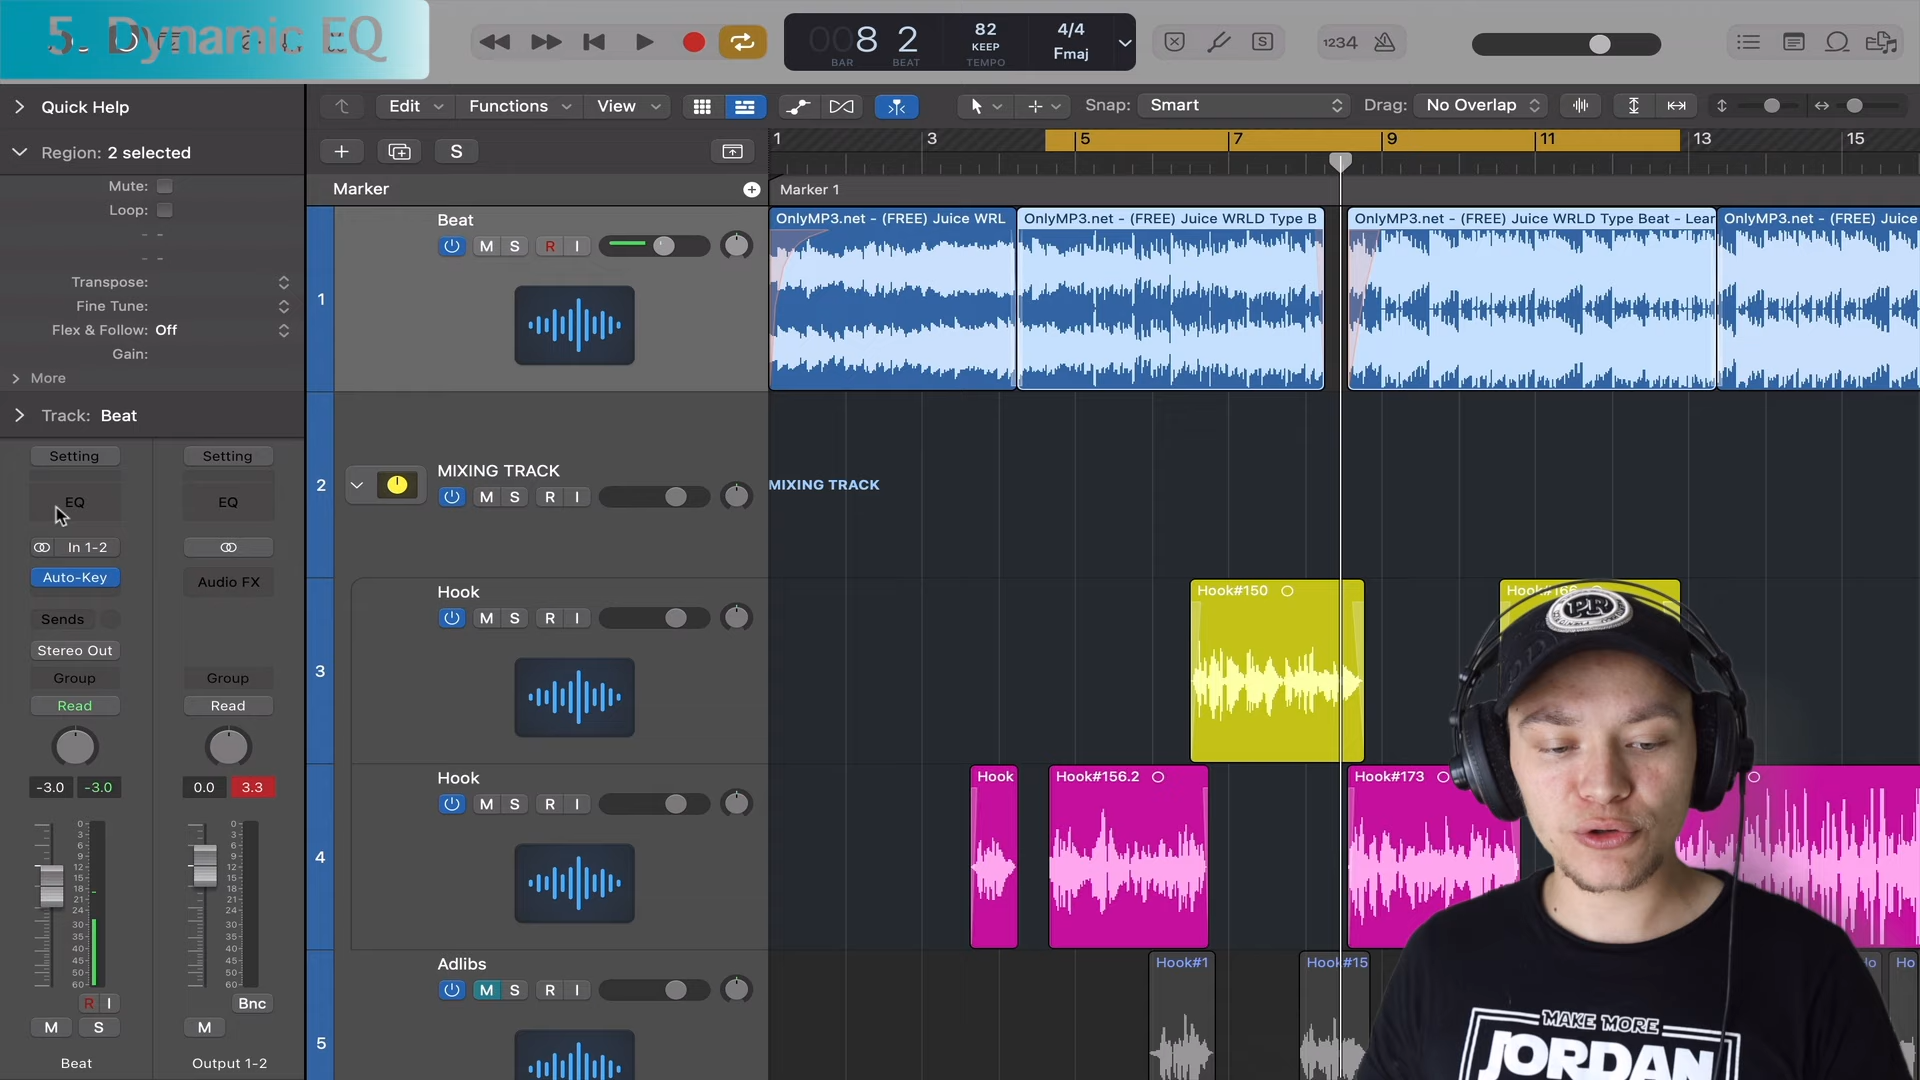 5. Dynamic EQ
8 2
BAR BEAT
82
KEEP
TEMPO
4/4
Fmaj
1234
Quick Help
Region: 2 selected
Mute:
Loop:
Transpose:
Fine Tune:
Flex & Follow: Off
Gain:
More
Track: Beat
Setting
EQ
In 1-2
Auto-Key
Sends
Stereo Out
Group
Read
-3.0 -3.0
R I
M S
Beat
Setting
EQ
Audio FX
Group
Read
0.0 3.3
Bnc
M
Output 1-2
Edit Functions View Snap: Smart Drag: No Overlap
S
1 3 5 7 9 11 13 15
Marker
Marker 1
1
Beat
M S R I
OnlyMP3.net - (FREE) Juice WRL
OnlyMP3.net - (FREE) Juice WRLD Type B
OnlyMP3.net - (FREE) Juice WRLD Type Beat - Lear
OnlyMP3.net - (FREE) Juice
2
MIXING TRACK
M S R I
MIXING TRACK
3
Hook
M S R I
Hook#150
4
Hook
M S R I
Hook
Hook#156.2
Hook#173
5
Adlibs
M S R I
Hook#1
Hook#15
Ho
PR
MAKE MORE
JORDAN